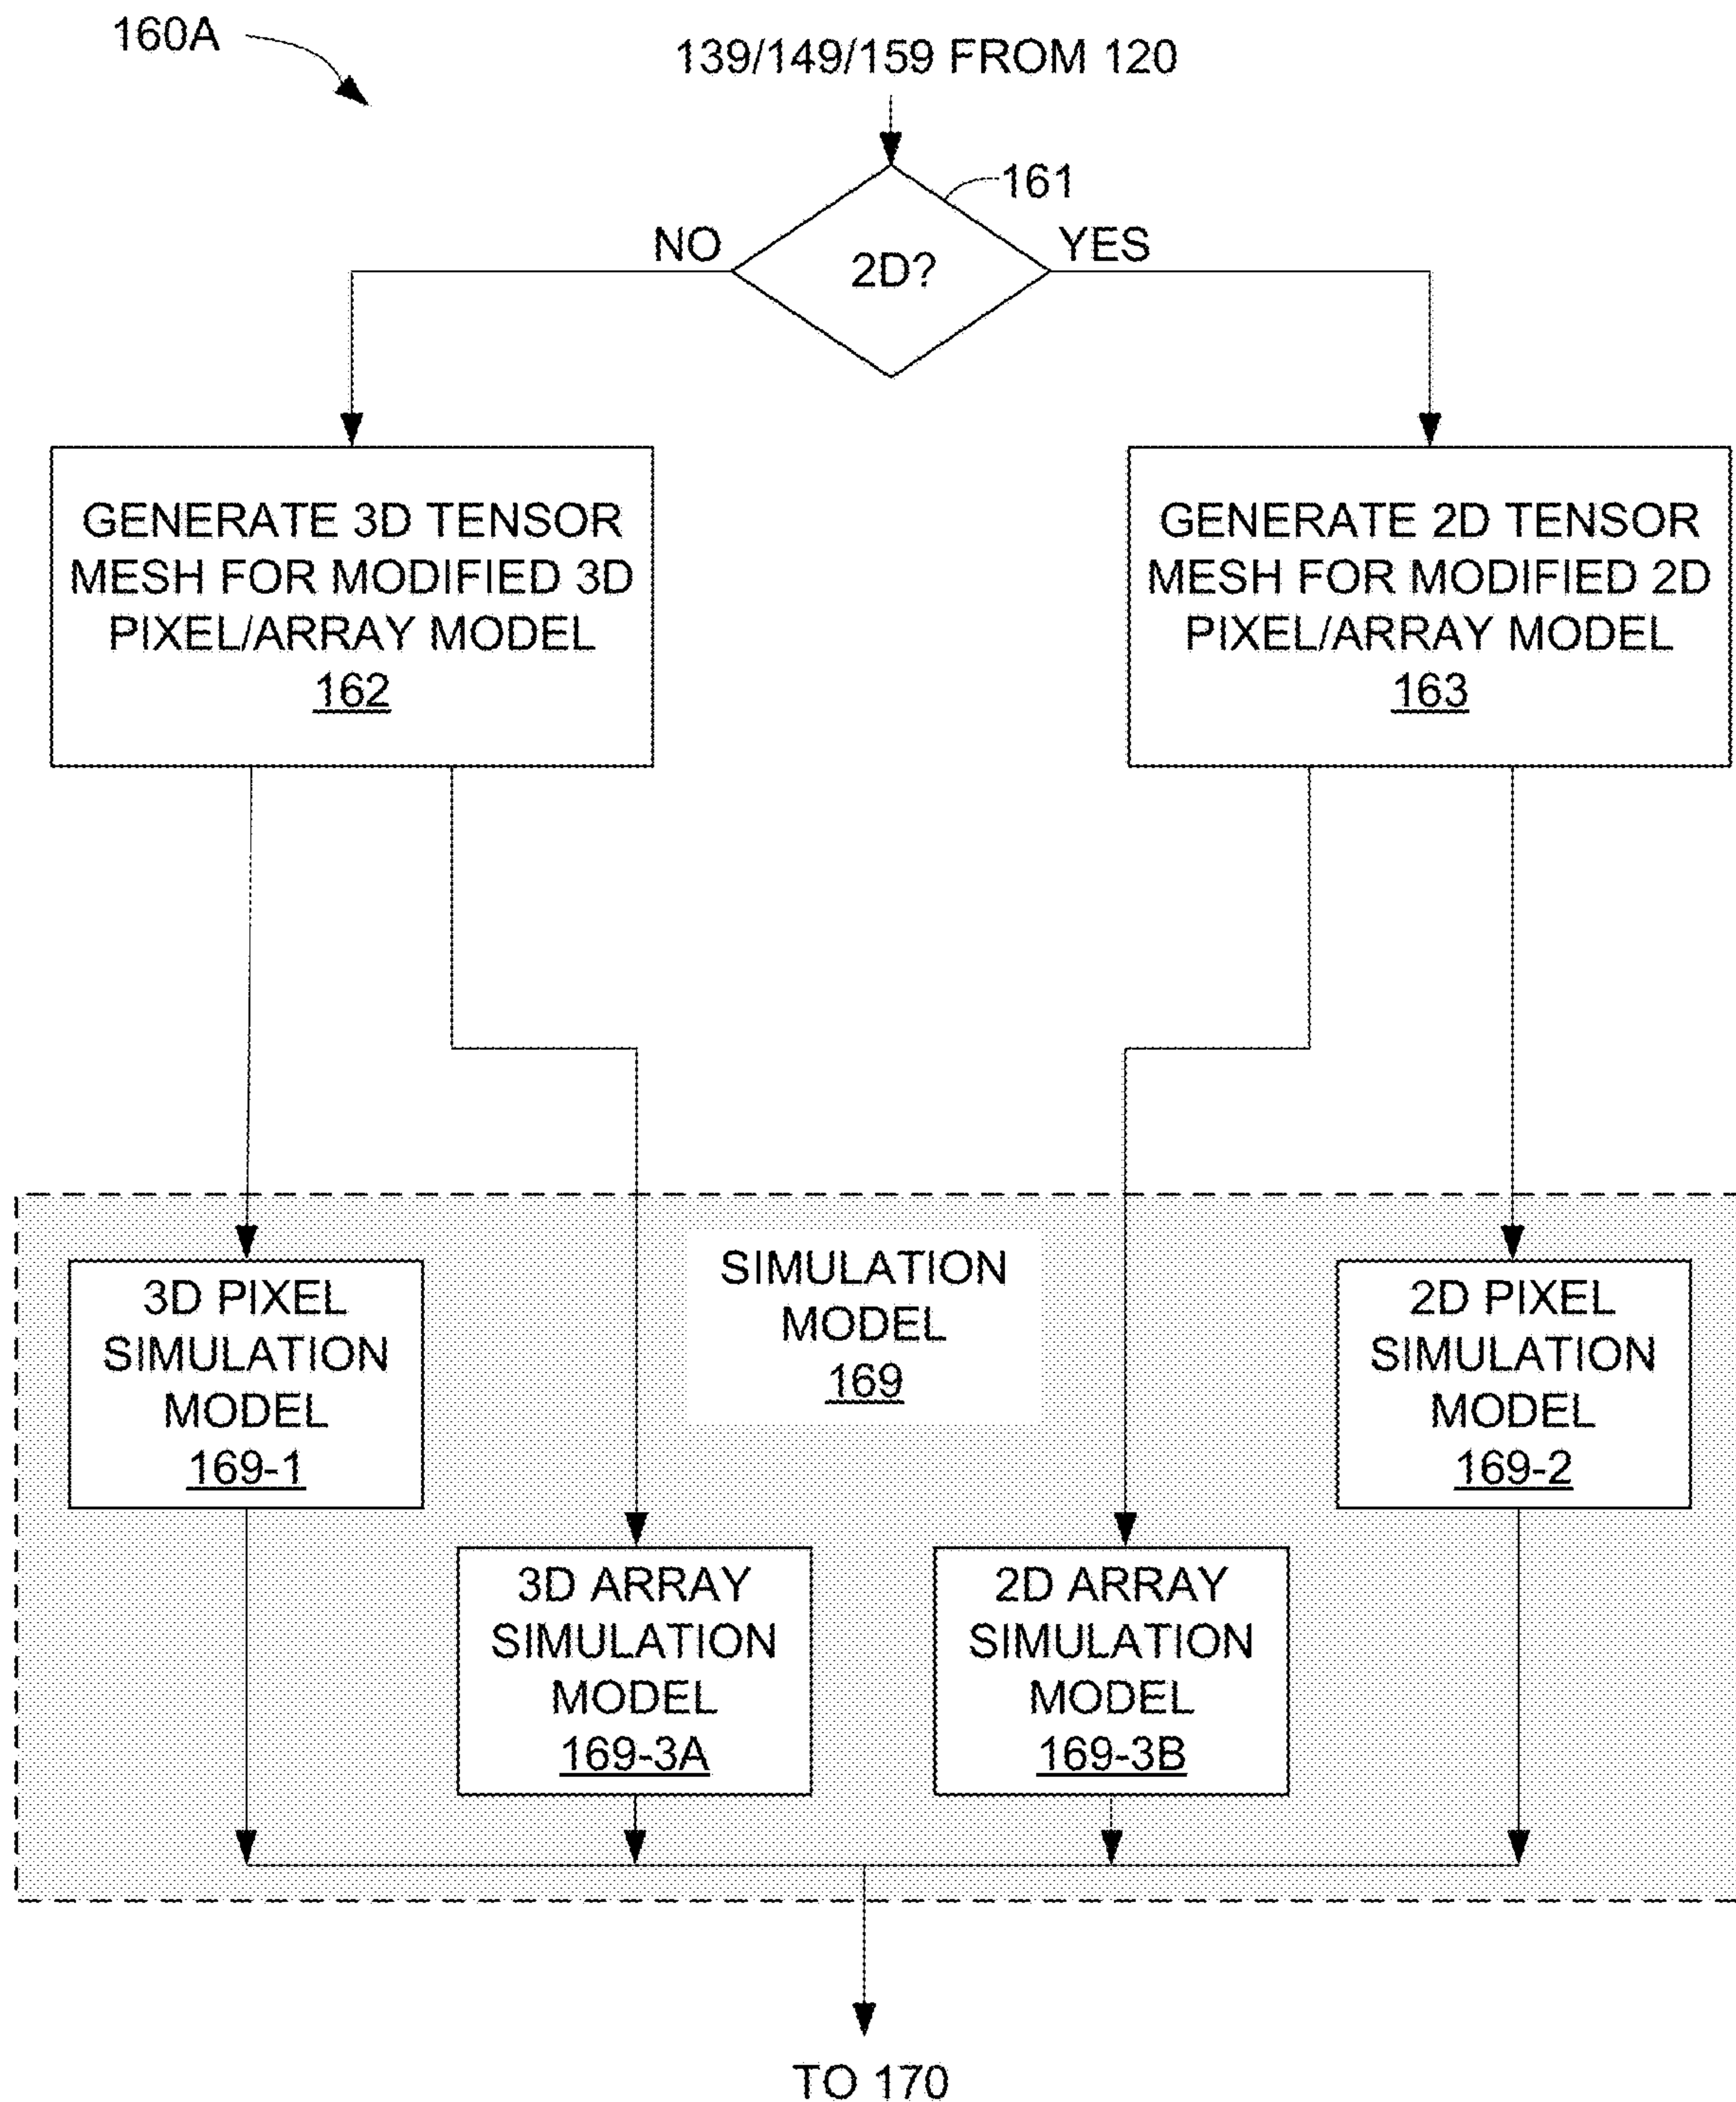 160A
139/149/159 FROM 120
161
NO
YES
2D?
GENERATE 3D TENSOR
MESH FOR MODIFIED 3D
PIXEL/ARRAY MODEL
162
GENERATE 2D TENSOR
MESH FOR MODIFIED 2D
PIXEL/ARRAY MODEL
163
SIMULATION
MODEL
169
3D PIXEL
SIMULATION
MODEL
169-1
2D PIXEL
SIMULATION
MODEL
169-2
3D ARRAY
SIMULATION
MODEL
169-3A
2D ARRAY
SIMULATION
MODEL
169-3B
TO 170